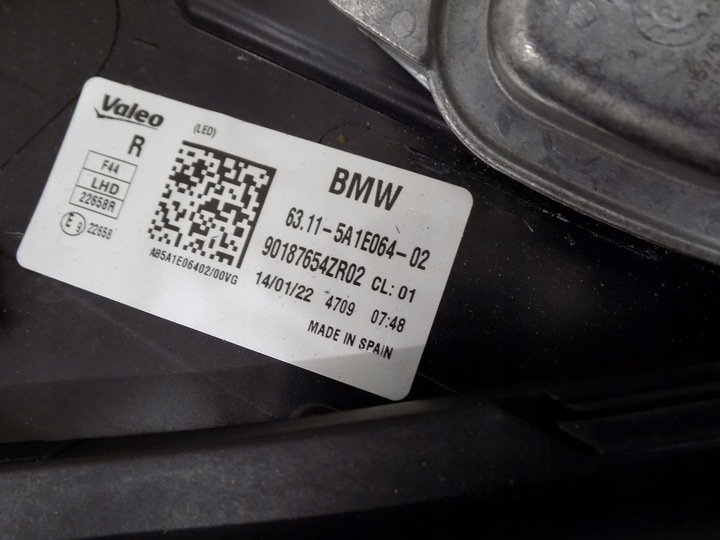 Valeo
R
(LED)
F44
LHD
22658R
E9 22658
A85A1E06402/00VG
BMW
63.11-5A1E064-02
90187654ZR02 CL: 01
14/01/22 4709 07:48
MADE IN SPAIN